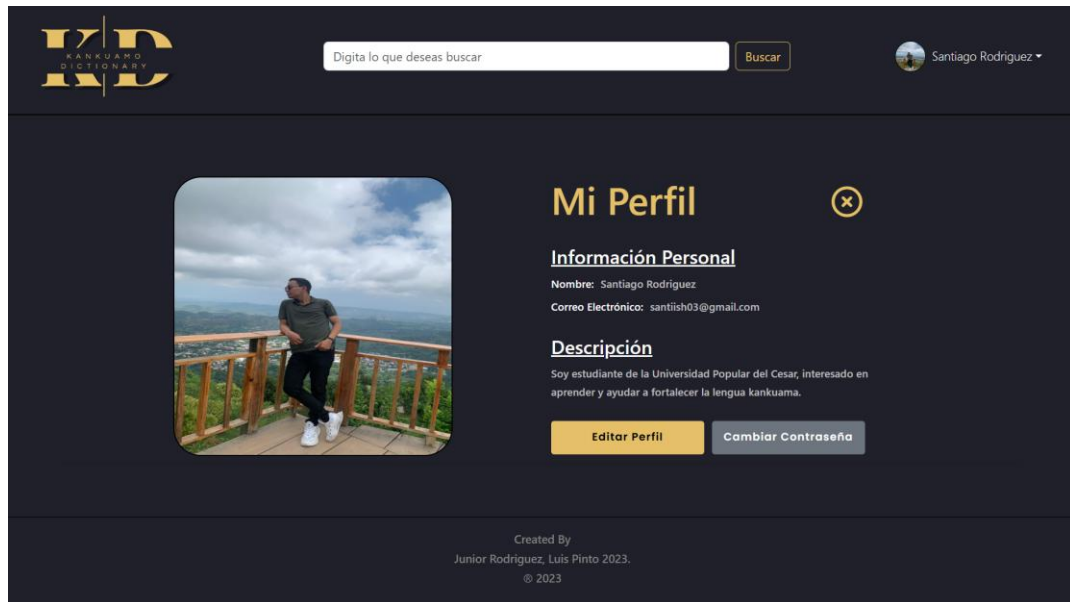 KD
KANKUAMO
DICTIONARY
Digita lo que deseas buscar
Buscar
Santiago Rodriguez
Mi Perfil
Información Personal
Nombre: Santiago Rodriguez
Correo Electrónico: santiish03@gmail.com
Descripción
Soy estudiante de la Universidad Popular del Cesar, interesado en
aprender y ayudar a fortalecer la lengua kankuama.
Editar Perfil
Cambiar Contraseña
Created By
Junior Rodriguez, Luis Pinto 2023.
® 2023